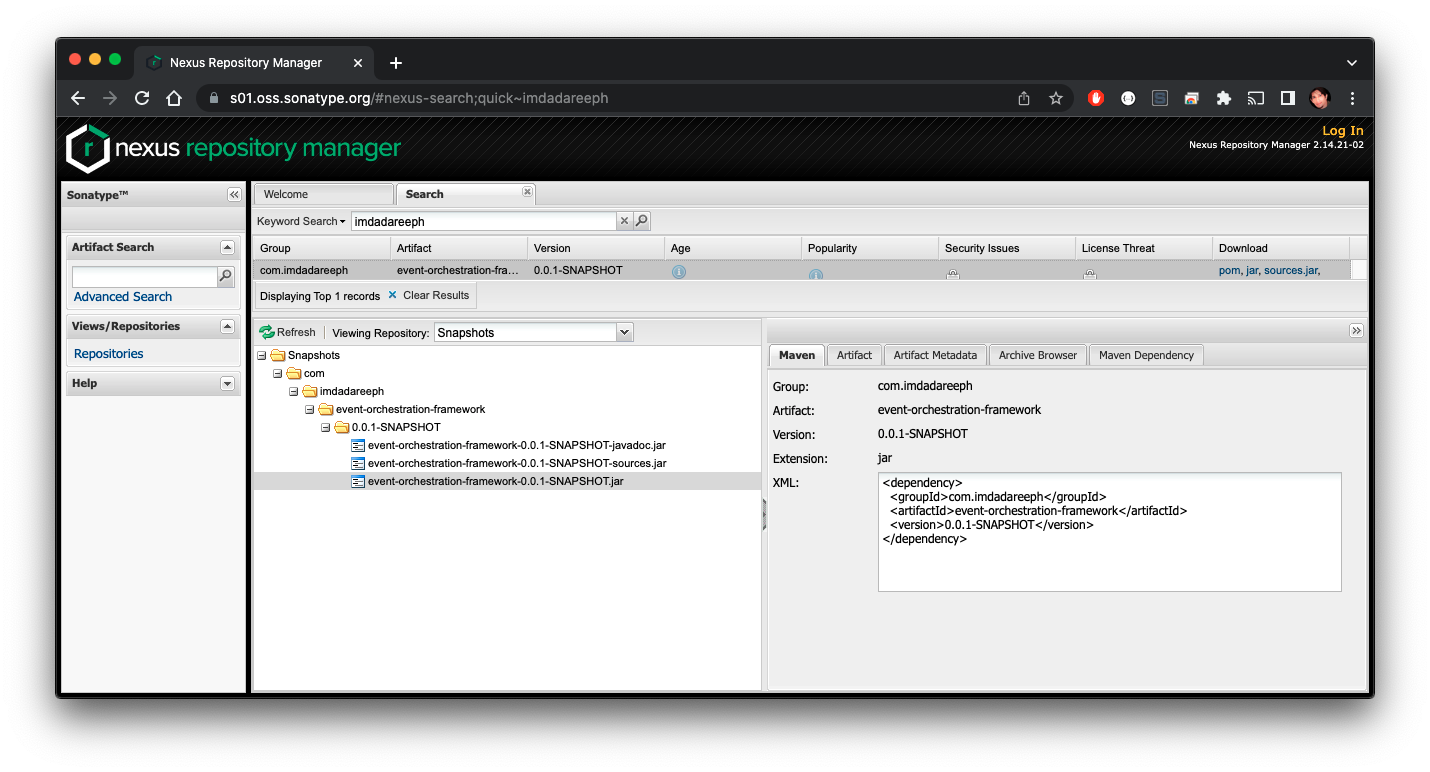 Nexus Repository Manager
s01.oss.sonatype.org/#nexus-search;quick~imdadareeph
r nexus repository manager
Log In
Nexus Repository Manager 2.14.21-02
Sonatype™
Welcome
Search
Keyword Search
imdadareeph
Artifact Search
Advanced Search
Views/Repositories
Repositories
Help
Group Artifact Version Age Popularity Security Issues License Threat Download
com.imdadareeph event-orchestration-fra... 0.0.1-SNAPSHOT pom, jar, sources.jar,
Displaying Top 1 records Clear Results
Refresh Viewing Repository: Snapshots
Snapshots
com
imdadareeph
event-orchestration-framework
0.0.1-SNAPSHOT
event-orchestration-framework-0.0.1-SNAPSHOT-javadoc.jar
event-orchestration-framework-0.0.1-SNAPSHOT-sources.jar
event-orchestration-framework-0.0.1-SNAPSHOT.jar
Maven Artifact Artifact Metadata Archive Browser Maven Dependency
Group: com.imdadareeph
Artifact: event-orchestration-framework
Version: 0.0.1-SNAPSHOT
Extension: jar
XML:
<dependency>
<groupId>com.imdadareeph</groupId>
<artifactId>event-orchestration-framework</artifactId>
<version>0.0.1-SNAPSHOT</version>
</dependency>